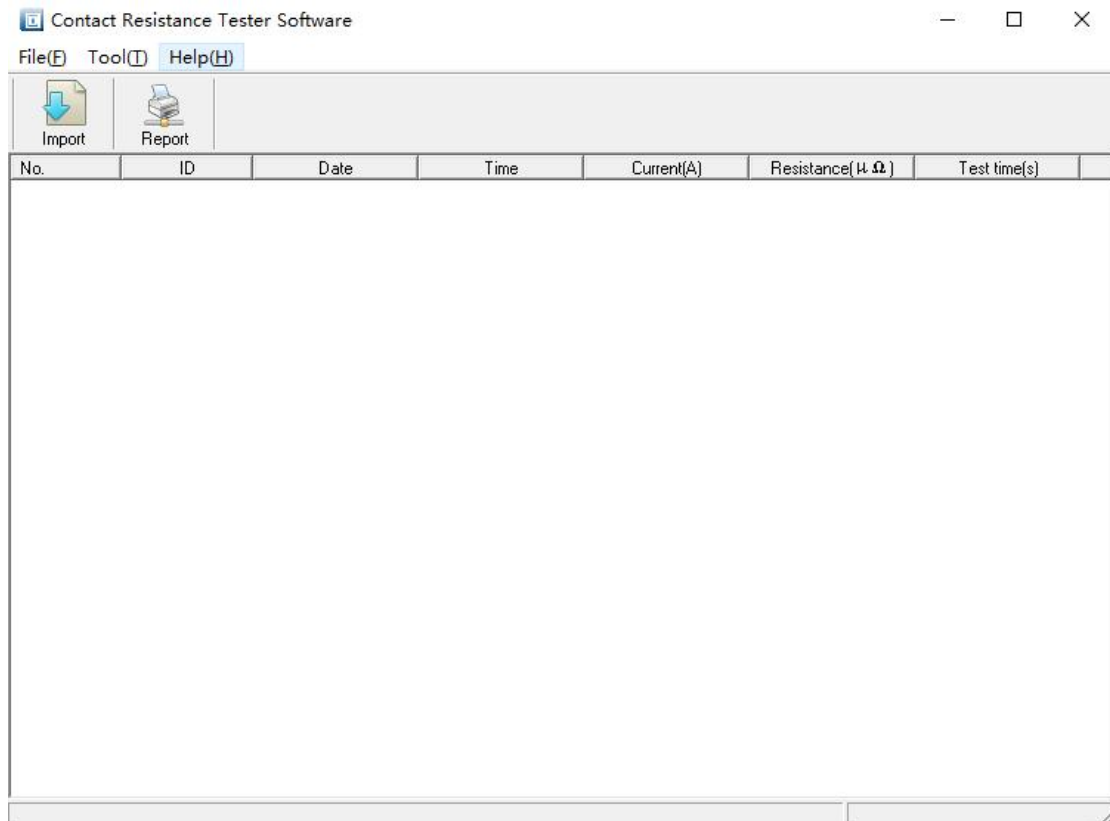 Contact Resistance Tester Software
File(F) Tool(T) Help(H)
Import Report
No. ID Date Time Current(A) Resistance(μΩ) Test time(s)